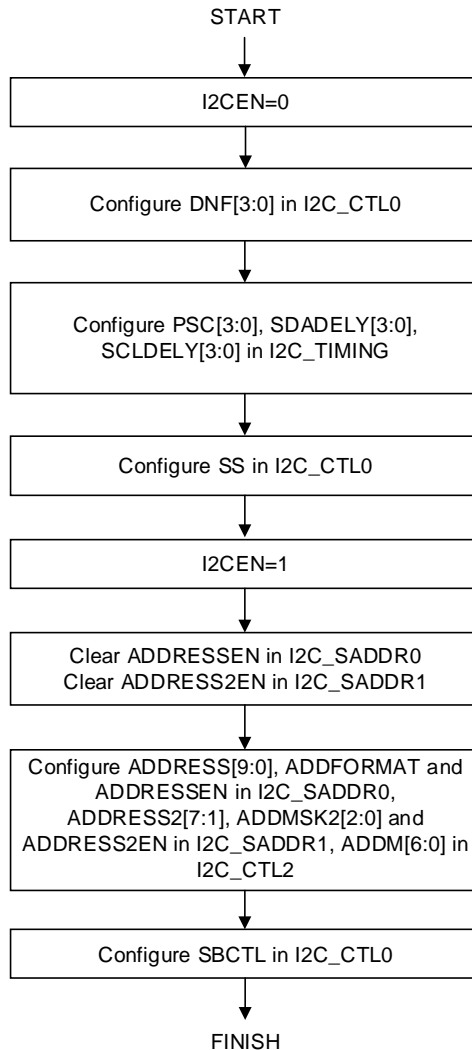 START
I2CEN=0
Configure DNF[3:0] in I2C_CTL0
Configure PSC[3:0], SDADELY[3:0],
SCLDELY[3:0] in I2C_TIMING
Configure SS in I2C_CTL0
I2CEN=1
Clear ADDRESSEN in I2C_SADDR0
Clear ADDRESS2EN in I2C_SADDR1
Configure ADDRESS[9:0], ADDFORMAT and
ADDRESSEN in I2C_SADDR0,
ADDRESS2[7:1], ADDMSK2[2:0] and
ADDRESS2EN in I2C_SADDR1, ADDM[6:0] in
I2C_CTL2
Configure SBCTL in I2C_CTL0
FINISH